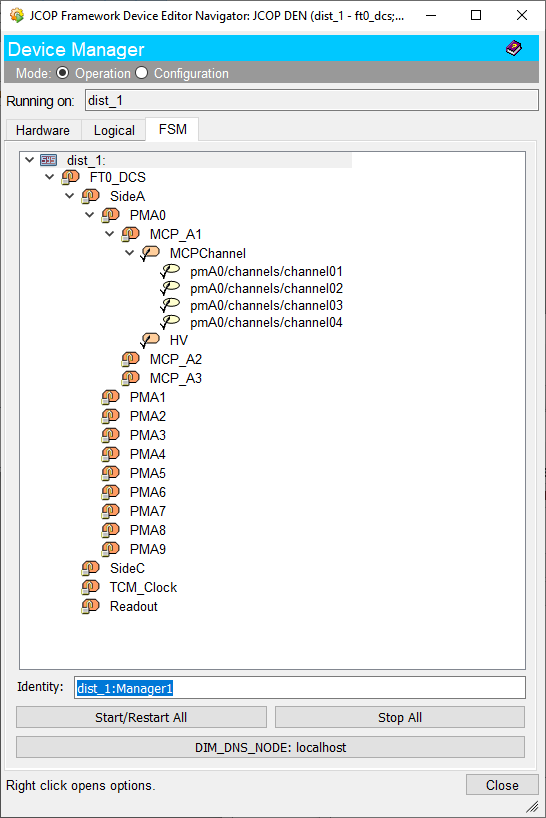 JCOP Framework Device Editor Navigator: JCOP DEN (dist_1 - ft0_dcs;...
Device Manager
Mode: Operation Configuration
Running on: dist_1
Hardware Logical FSM
dist_1:
FT0_DCS
SideA
PMA0
MCP_A1
MCPChannel
pmA0/channels/channel01
pmA0/channels/channel02
pmA0/channels/channel03
pmA0/channels/channel04
HV
MCP_A2
MCP_A3
PMA1
PMA2
PMA3
PMA4
PMA5
PMA6
PMA7
PMA8
PMA9
SideC
TCM_Clock
Readout
Identity: dist_1:Manager1
Start/Restart All Stop All
DIM_DNS_NODE: localhost
Right click opens options. Close